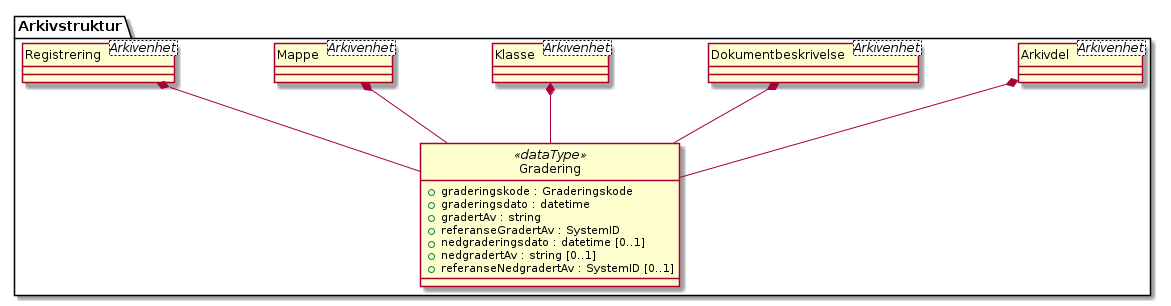 Arkivstruktur
Registrering Arkivenhet
Mappe Arkivenhet
Klasse Arkivenhet
Dokumentbeskrivelse Arkivenhet
Arkivdel Arkivenhet
«dataType»
Gradering
graderingskode : Graderingskode
graderingsdato : datetime
gradertAv : string
referanseGradertAv : SystemID
nedgraderingsdato : datetime [0..1]
nedgradertAv : string [0..1]
referanseNedgradertAv : SystemID [0..1]